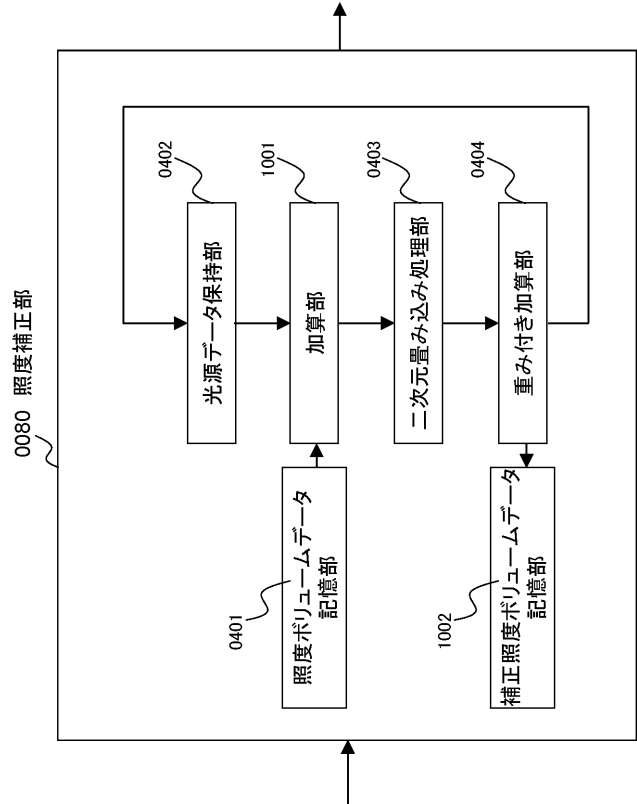 0080 照度補正部
0402
光源データ保持部
1001
加算部
0403
二次元畳み込み処理部
0404
重み付き加算部
0401
照度ボリュームデータ
記憶部
1002
補正照度ボリュームデータ
記憶部